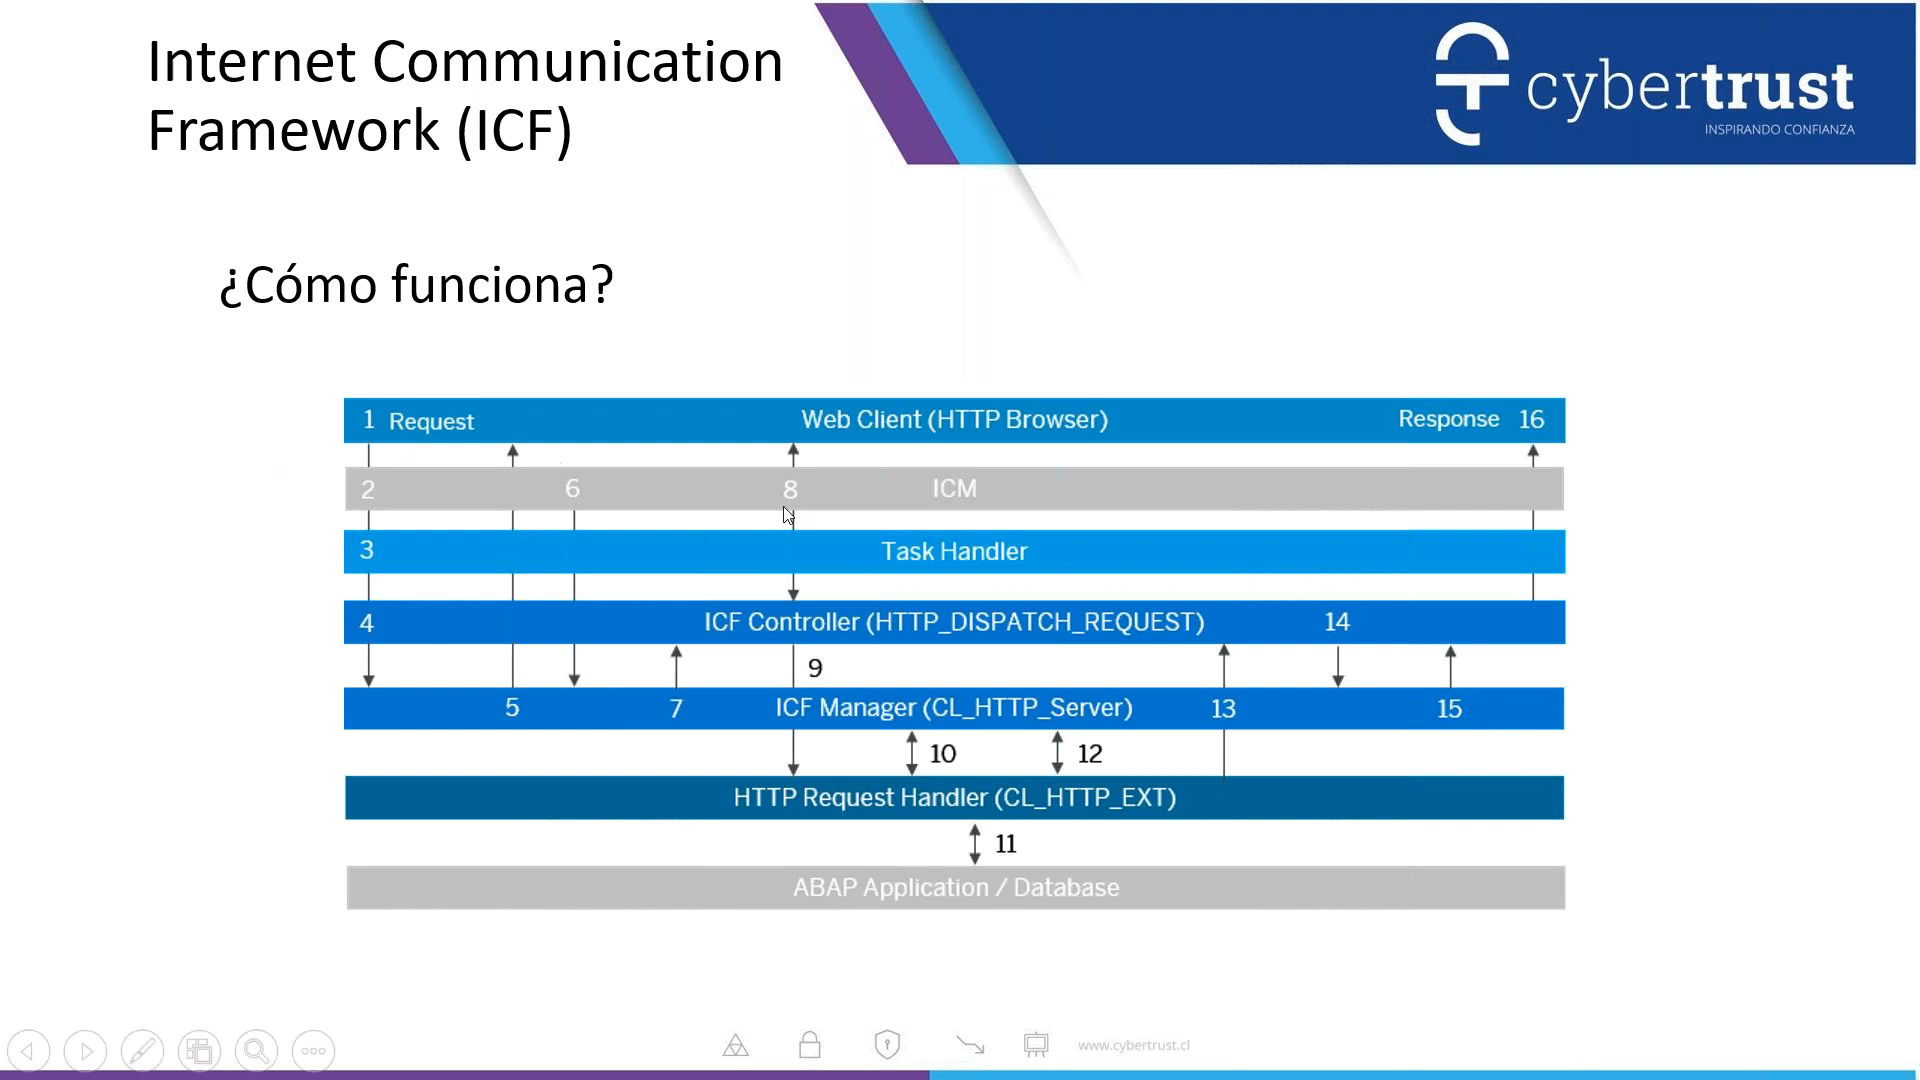 Internet Communication
Framework (ICF)
cybertrust
INSPIRANDO CONFIANZA
¿Cómo funciona?
1 Request Web Client (HTTP Browser) Response 16
2 6 8 ICM
3 Task Handler
4 ICF Controller (HTTP_DISPATCH_REQUEST) 14
9
5 7 ICF Manager (CL_HTTP_Server) 13 15
10 12
HTTP Request Handler (CL_HTTP_EXT)
11
ABAP Application / Database
www.cybertrust.cl